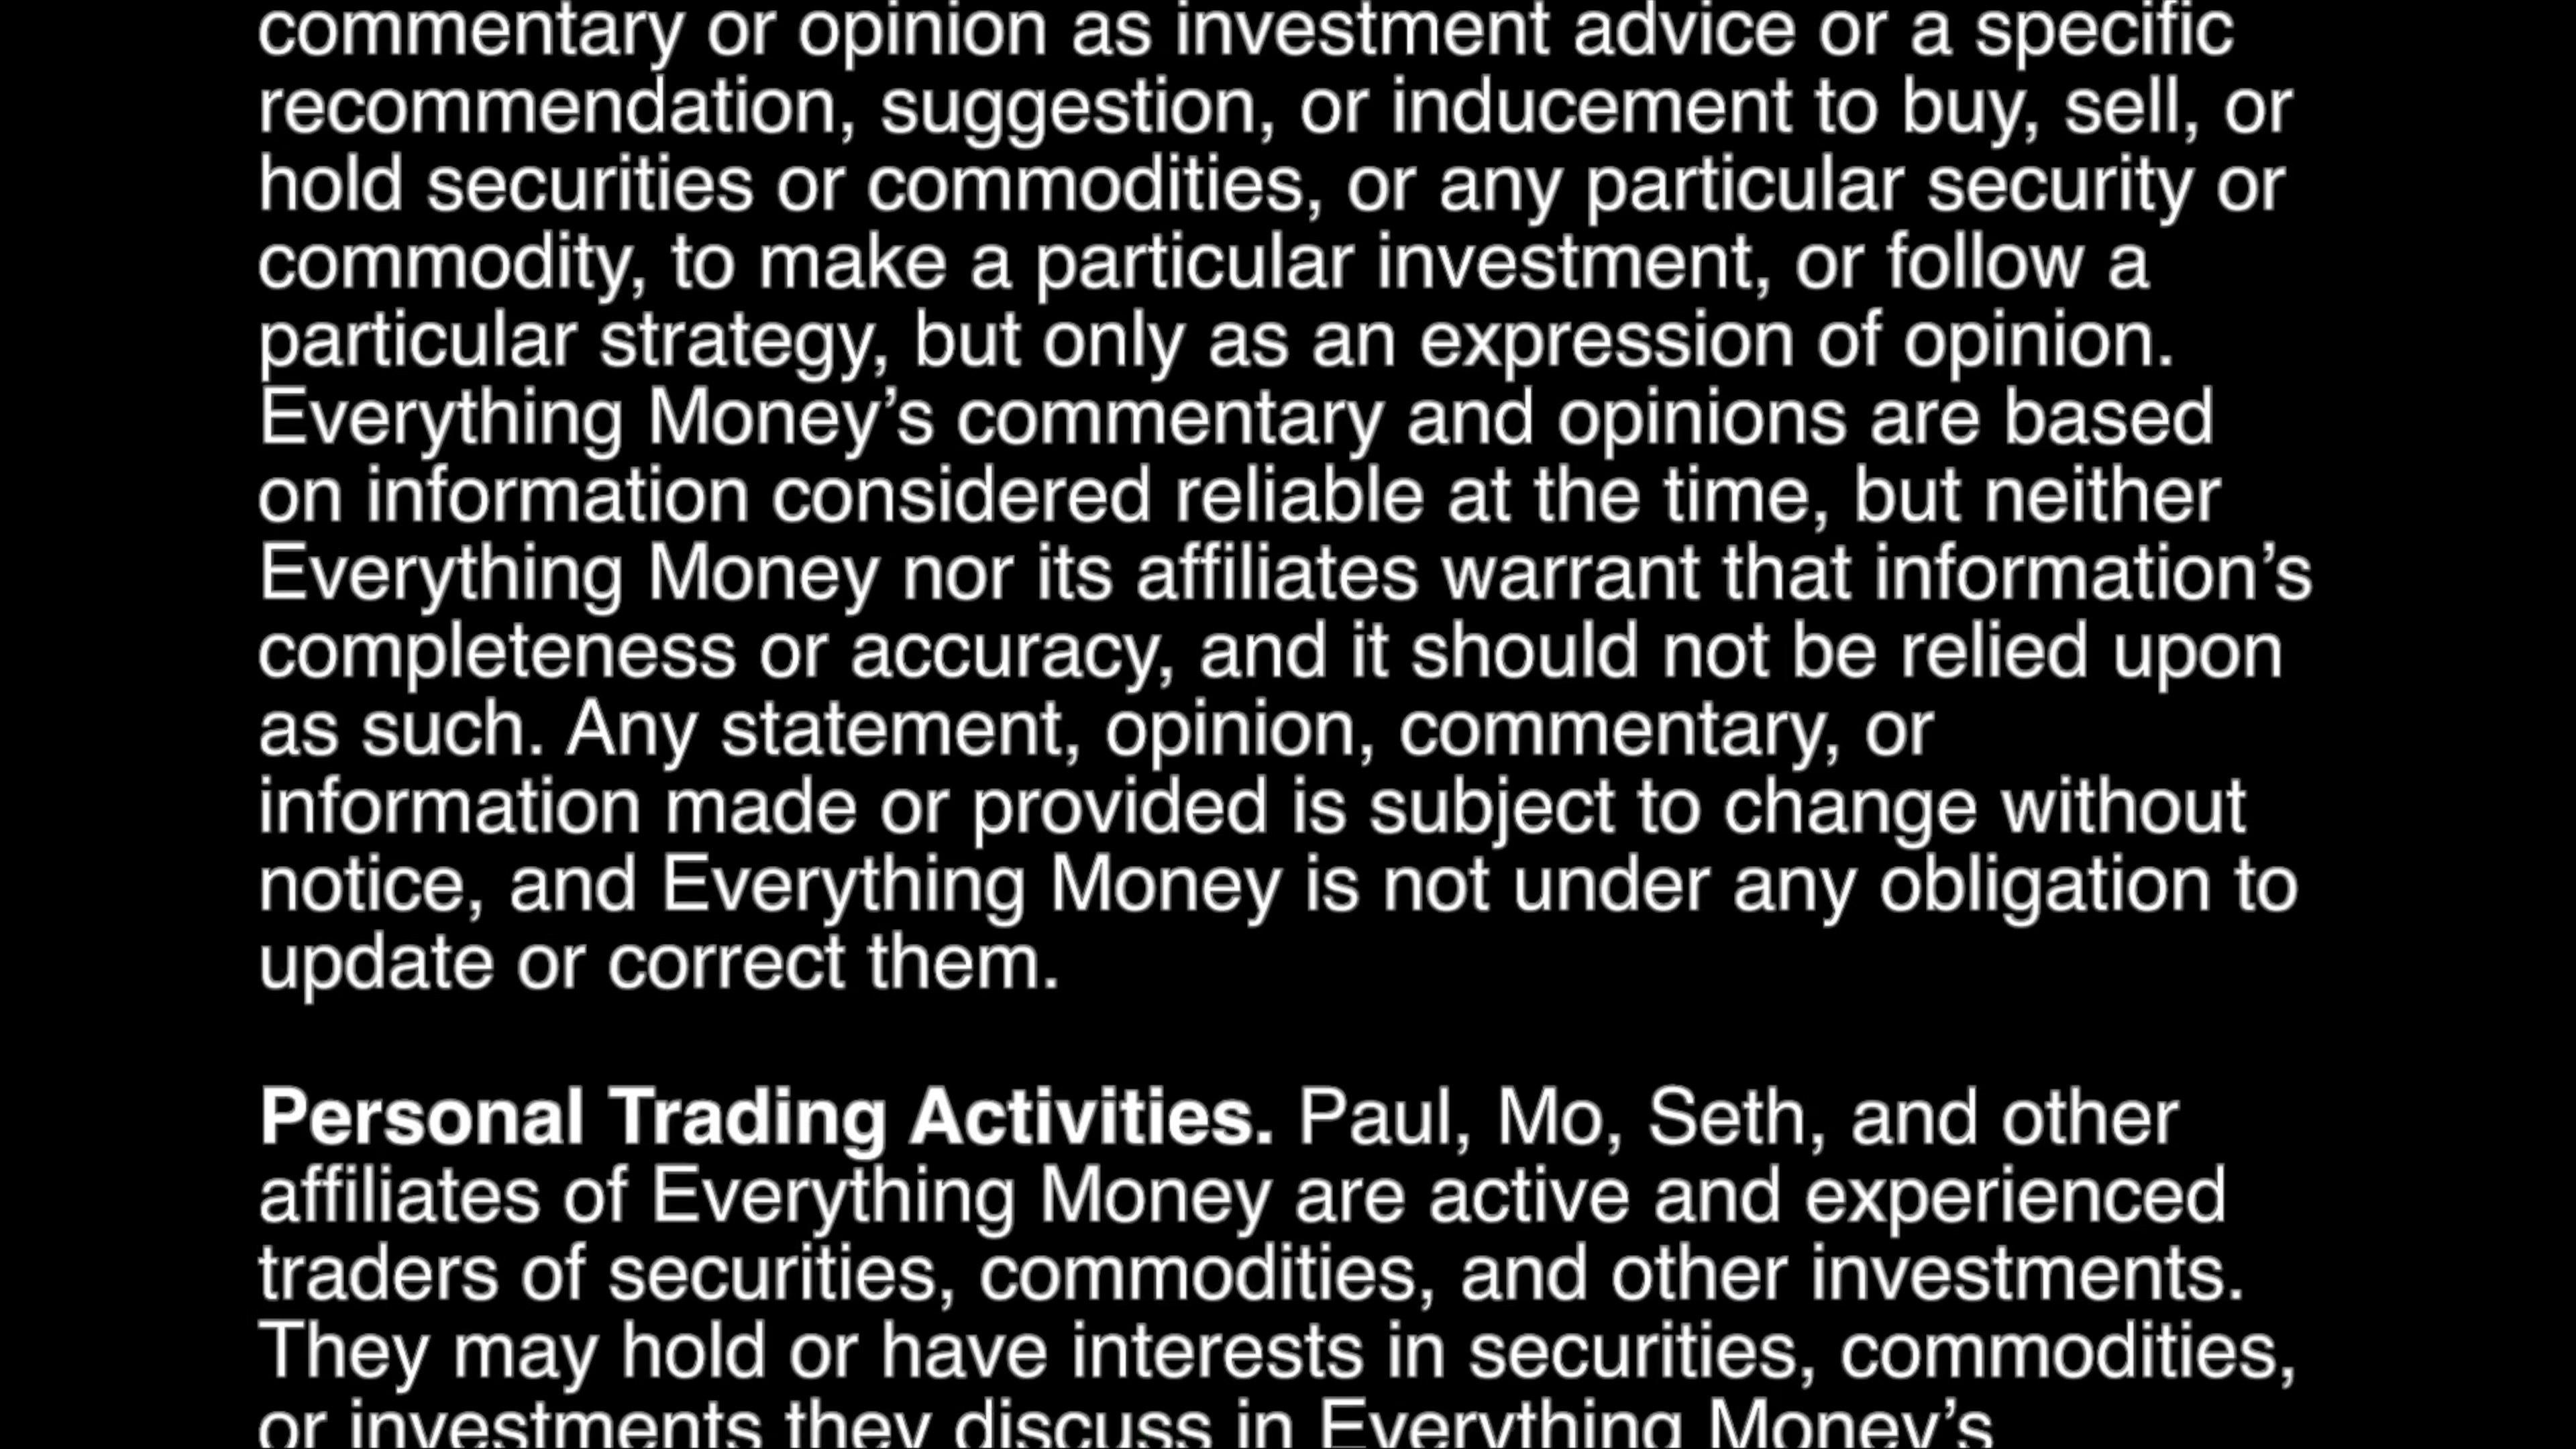 commentary or opinion as investment advice or a specific
recommendation, suggestion, or inducement to buy, sell, or
hold securities or commodities, or any particular security or
commodity, to make a particular investment, or follow a
particular strategy, but only as an expression of opinion.
Everything Money’s commentary and opinions are based
on information considered reliable at the time, but neither
Everything Money nor its affiliates warrant that information’s
completeness or accuracy, and it should not be relied upon
as such. Any statement, opinion, commentary, or
information made or provided is subject to change without
notice, and Everything Money is not under any obligation to
update or correct them.
Personal Trading Activities. Paul, Mo, Seth, and other
affiliates of Everything Money are active and experienced
traders of securities, commodities, and other investments.
They may hold or have interests in securities, commodities,
or investments they discuss in Everything Money’s